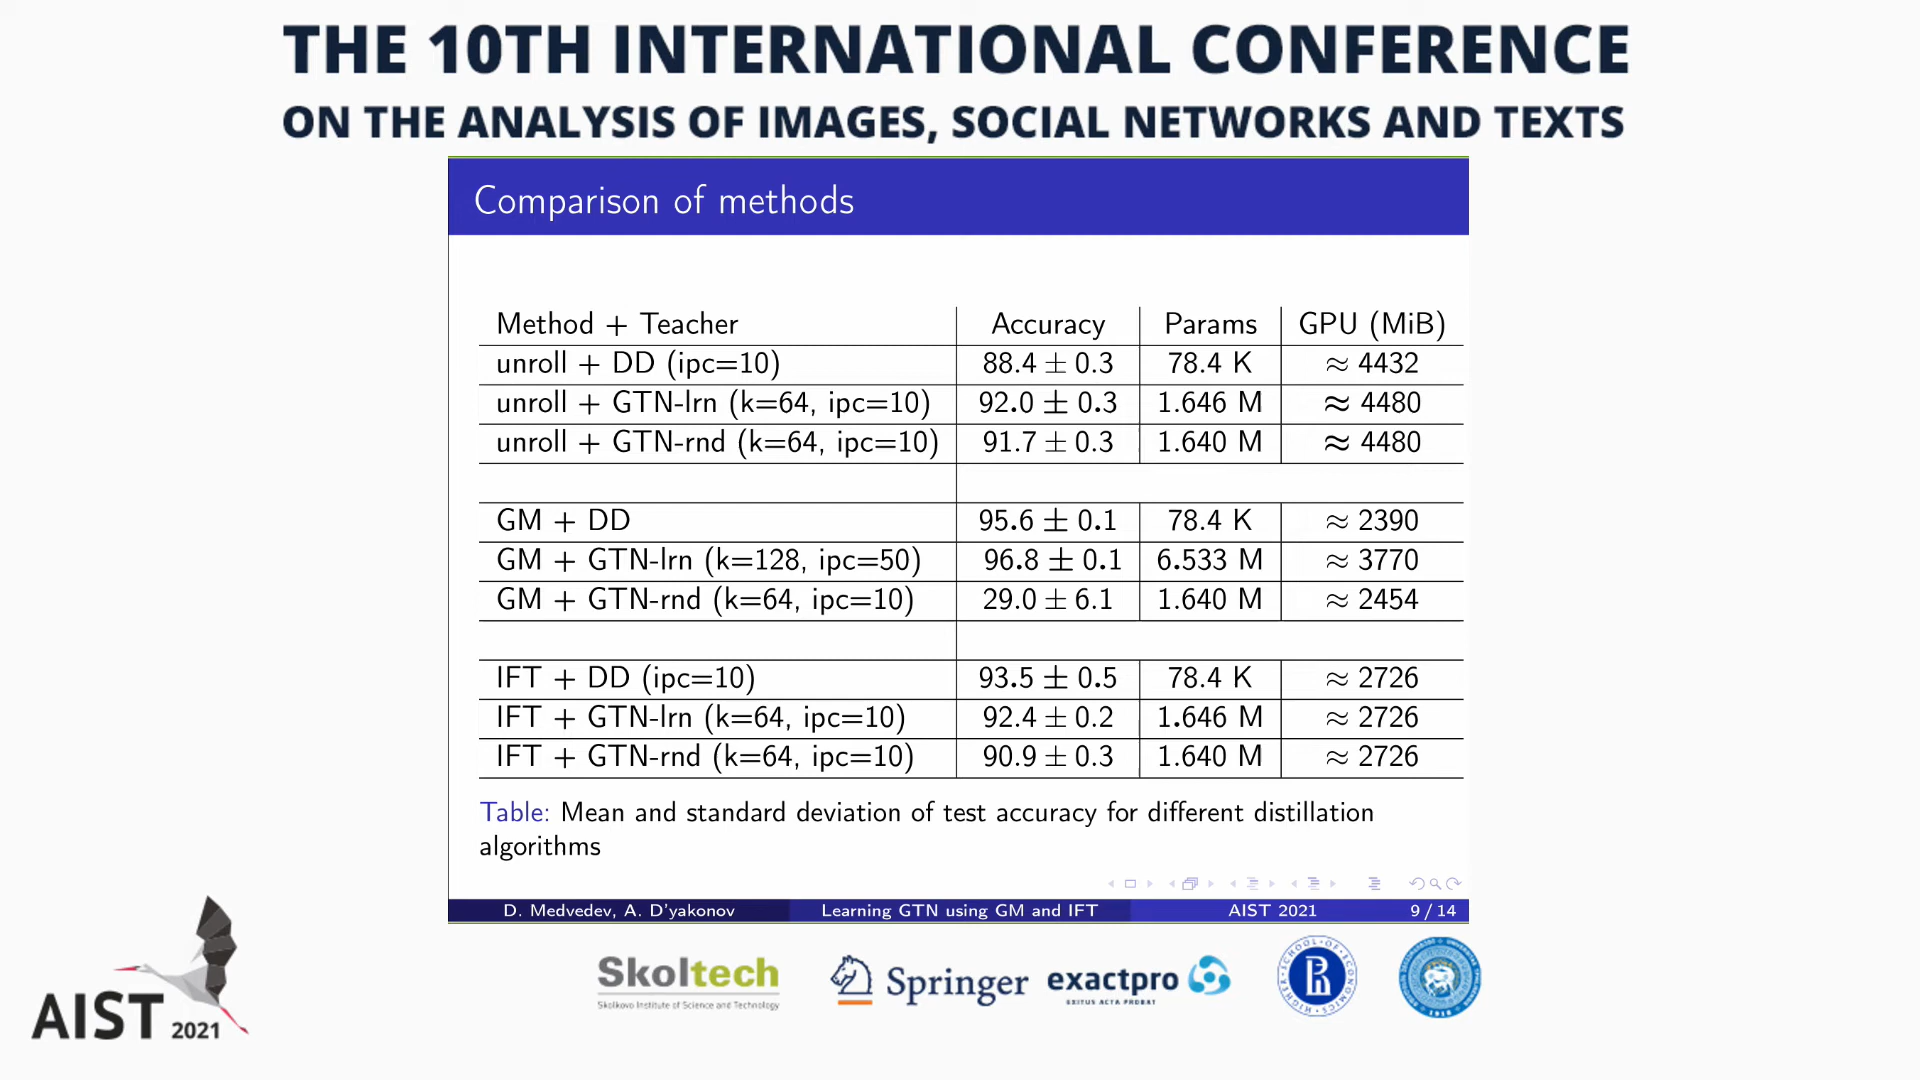 THE 10TH INTERNATIONAL CONFERENCE
ON THE ANALYSIS OF IMAGES, SOCIAL NETWORKS AND TEXTS
Comparison of methods
Method + Teacher Accuracy Params GPU (MiB)
unroll + DD (ipc=10) 88.4 ± 0.3 78.4 K ≈ 4432
unroll + GTN-lrn (k=64, ipc=10) 92.0 ± 0.3 1.646 M ≈ 4480
unroll + GTN-rnd (k=64, ipc=10) 91.7 ± 0.3 1.640 M ≈ 4480
GM + DD 95.6 ± 0.1 78.4 K ≈ 2390
GM + GTN-lrn (k=128, ipc=50) 96.8 ± 0.1 6.533 M ≈ 3770
GM + GTN-rnd (k=64, ipc=10) 29.0 ± 6.1 1.640 M ≈ 2454
IFT + DD (ipc=10) 93.5 ± 0.5 78.4 K ≈ 2726
IFT + GTN-lrn (k=64, ipc=10) 92.4 ± 0.2 1.646 M ≈ 2726
IFT + GTN-rnd (k=64, ipc=10) 90.9 ± 0.3 1.640 M ≈ 2726
Table: Mean and standard deviation of test accuracy for different distillation
algorithms
D. Medvedev, A. D'yakonov Learning GTN using GM and IFT AIST 2021 9 / 14
AIST 2021
Skoltech
Skolkovo Institute of Science and Technology
Springer
exactpro
EXITUS ACTA PROBAT
HIGHER SCHOOL OF ECONOMICS